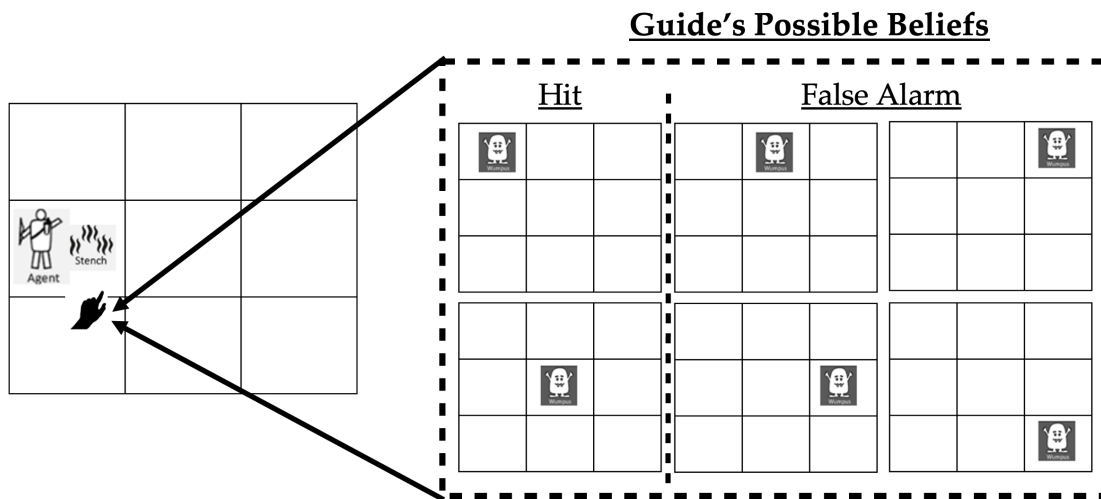 Guide's Possible Beliefs
Hit
False Alarm
Wumpus
Wumpus
Wumpus
Agent
Stench
Wumpus
Wumpus
Wumpus